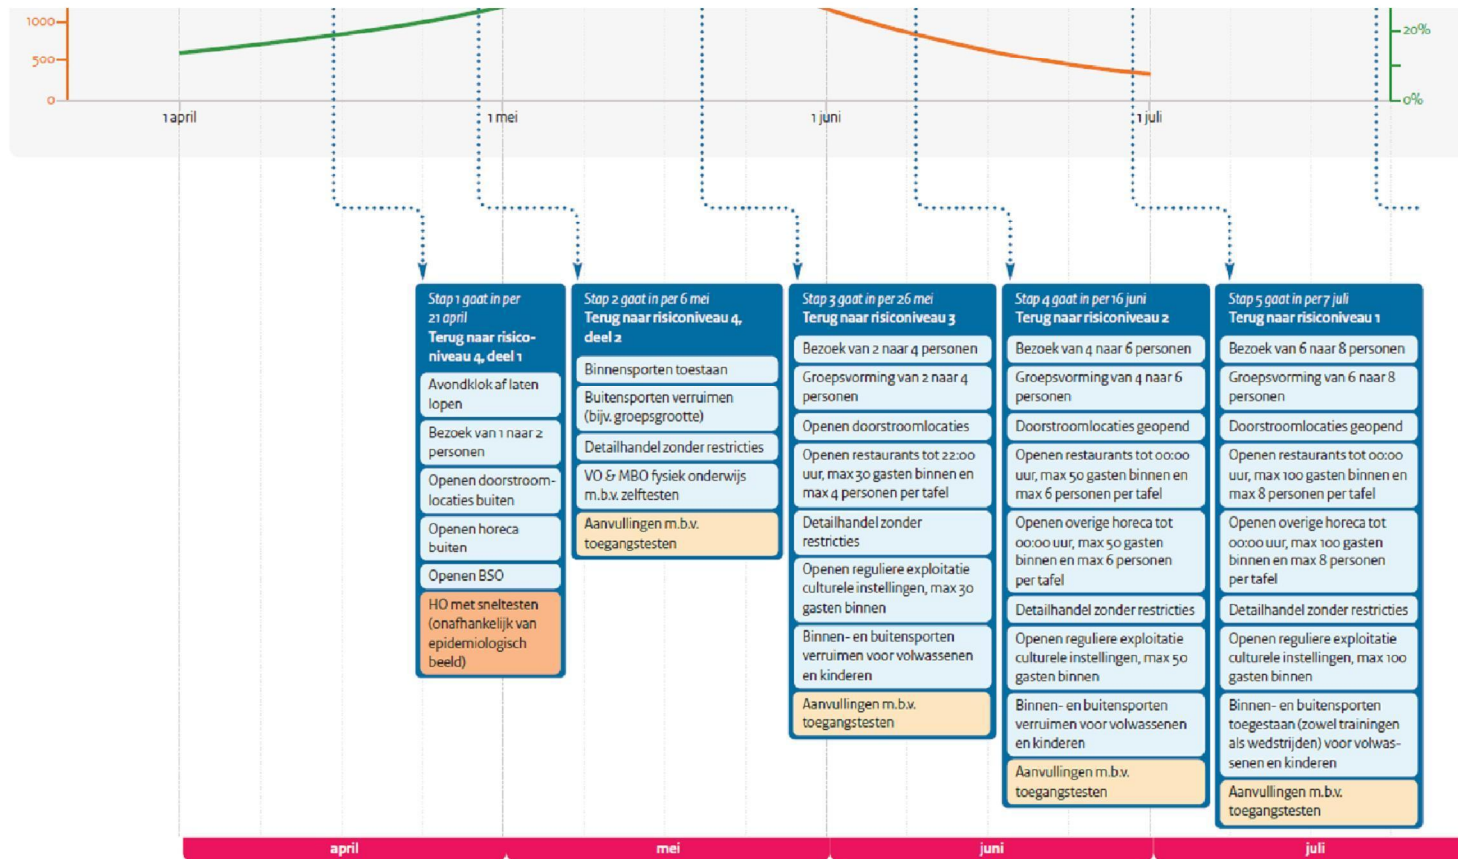 1000
500
0
20%
0%
1 april
1 mei
1 juni
1 juli
Stap 1 gaat in per
21 april
Terug naar risico-
niveau 4, deel 1
Avondklok af laten
lopen
Bezoek van 1 naar 2
personen
Openen doorstroom-
locaties buiten
Openen horeca
buiten
Openen BSO
HO met sneltesten
(onafhankelijk van
epidemiologisch
beeld)
Stap 2 gaat in per 6 mei
Terug naar risiconiveau 4,
deel 2
Binnensporten toestaan
Buitensporten verruimen
(bijv. groepsgrootte)
Detailhandel zonder restricties
VO & MBO fysiek onderwijs
m.b.v. zelftesten
Aanvullingen m.b.v.
toegangstesten
Stap 3 gaat in per 26 mei
Terug naar risiconiveau 3
Bezoek van 2 naar 4 personen
Groepsvorming van 2 naar 4
personen
Openen doorstroomlocaties
Openen restaurants tot 22:00
uur, max 30 gasten binnen en
max 4 personen per tafel
Detailhandel zonder
restricties
Openen reguliere exploitatie
culturele instellingen, max 30
gasten binnen
Binnen- en buitensporten
verruimen voor volwassenen
en kinderen
Aanvullingen m.b.v.
toegangstesten
Stap 4 gaat in per 16 juni
Terug naar risiconiveau 2
Bezoek van 4 naar 6 personen
Groepsvorming van 4 naar 6
personen
Doorstroomlocaties geopend
Openen restaurants tot 00:00
uur, max 50 gasten binnen en
max 6 personen per tafel
Openen overige horeca tot
00:00 uur, max 50 gasten
binnen en max 6 personen
per tafel
Detailhandel zonder restricties
Openen reguliere exploitatie
culturele instellingen, max 50
gasten binnen
Binnen- en buitensporten
verruimen voor volwassenen
en kinderen
Aanvullingen m.b.v.
toegangstesten
Stap 5 gaat in per 7 juli
Terug naar risiconiveau 1
Bezoek van 6 naar 8 personen
Groepsvorming van 6 naar 8
personen
Doorstroomlocaties geopend
Openen restaurants tot 00:00
uur, max 100 gasten binnen en
max 8 personen per tafel
Openen overige horeca tot
00:00 uur, max 100 gasten
binnen en max 8 personen
per tafel
Detailhandel zonder restricties
Openen reguliere exploitatie
culturele instellingen, max 100
gasten binnen
Binnen- en buitensporten
toegestaan (zowel trainingen
als wedstrijden) voor volwas-
senen en kinderen
Aanvullingen m.b.v.
toegangstesten
april
mei
juni
juli